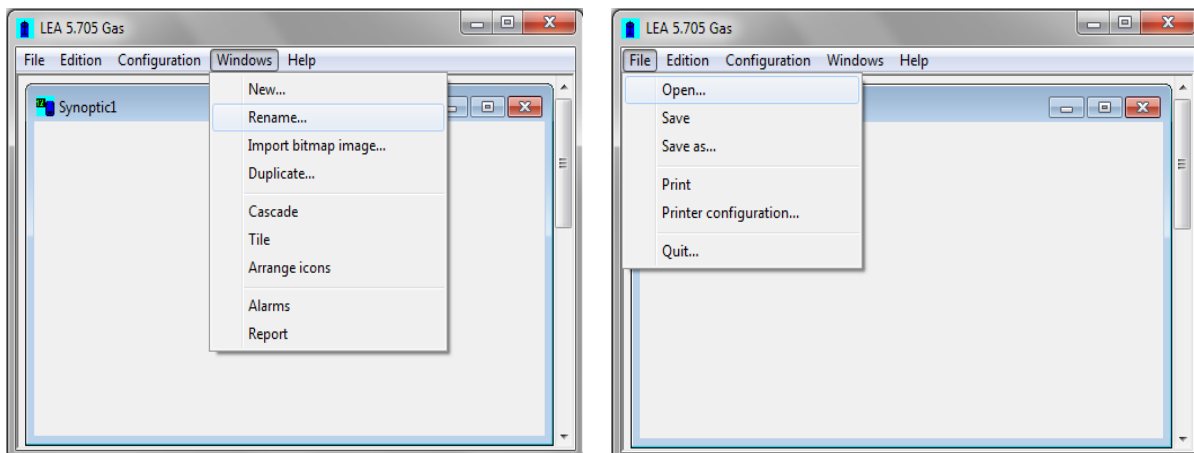 LEA 5.705 Gas
File Edition Configuration Windows Help
Synoptic1
New...
Rename...
Import bitmap image...
Duplicate...
Cascade
Tile
Arrange icons
Alarms
Report
LEA 5.705 Gas
File Edition Configuration Windows Help
Open...
Save
Save as...
Print
Printer configuration...
Quit...